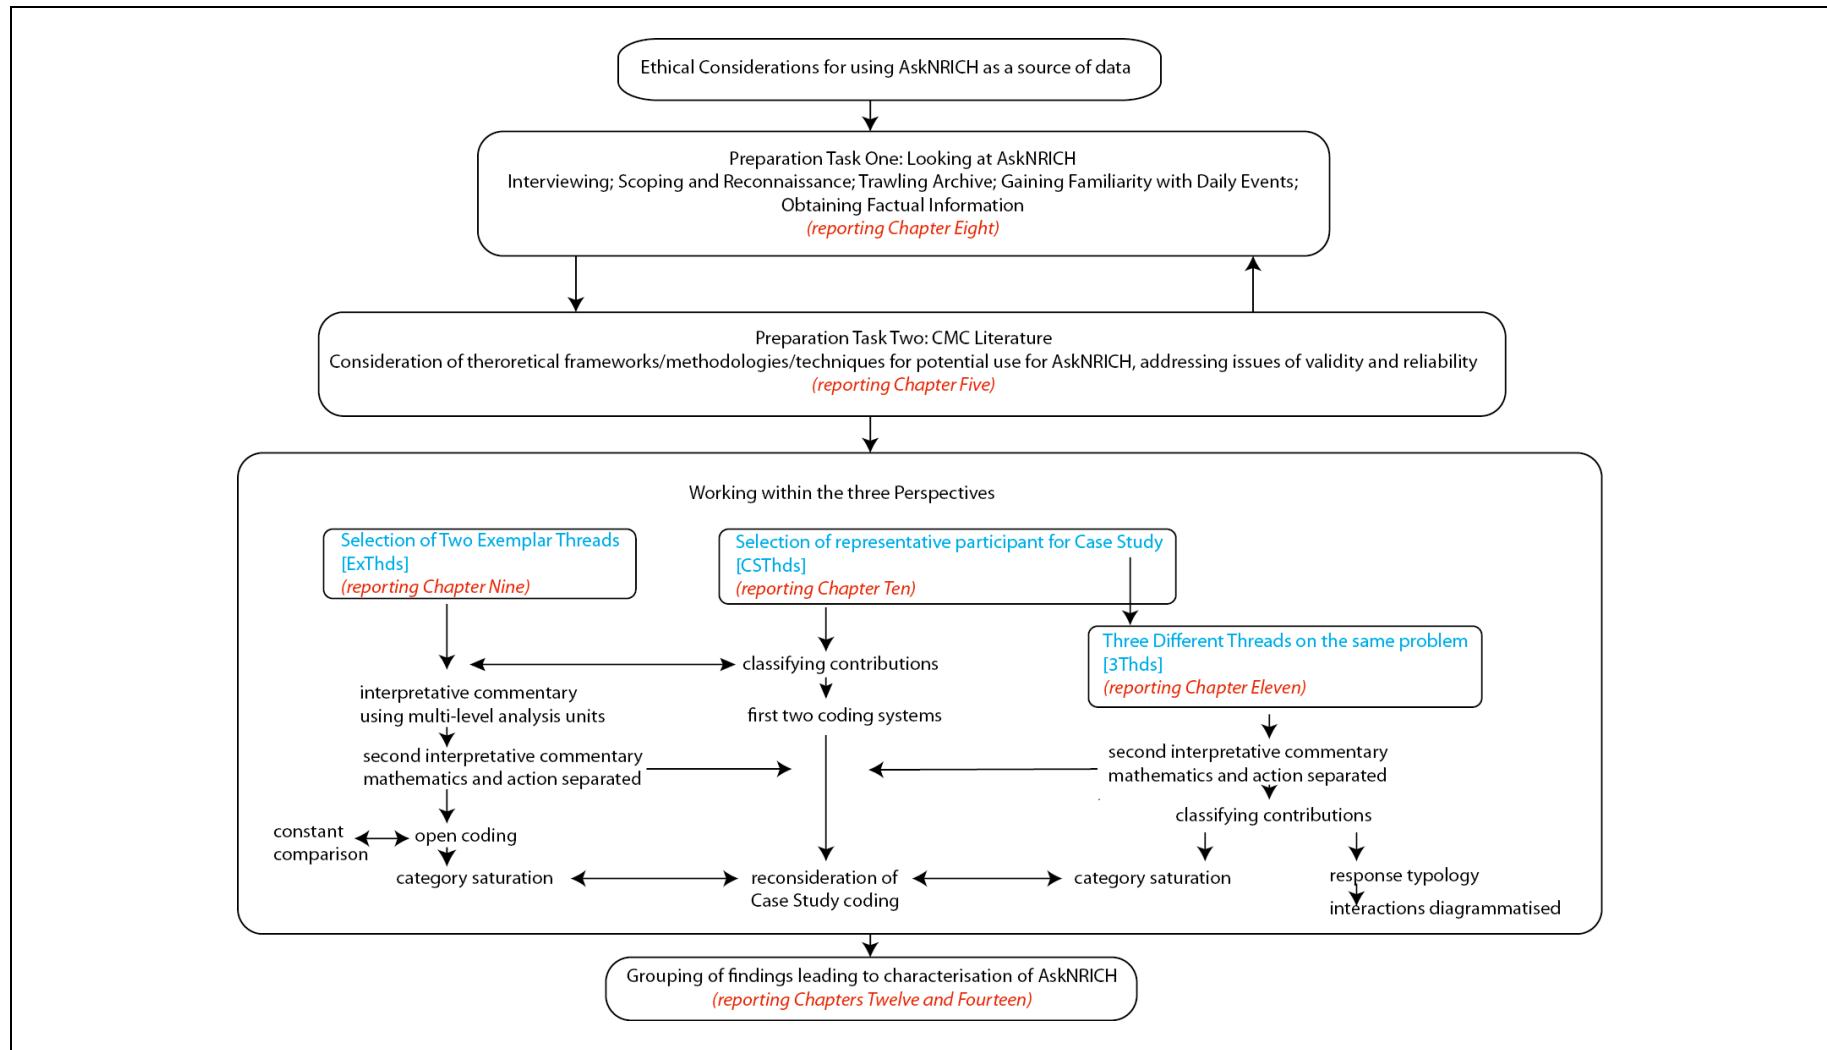 Ethical Considerations for using AskNRICH as a source of data
Preparation Task One: Looking at AskNRICH
Interviewing; Scoping and Reconnaissance; Trawling Archive; Gaining Familiarity with Daily Events;
Obtaining Factual Information
(reporting Chapter Eight)
Preparation Task Two: CMC Literature
Consideration of theroretical frameworks/methodologies/techniques for potential use for AskNRICH, addressing issues of validity and reliability
(reporting Chapter Five)
Working within the three Perspectives
Selection of Two Exemplar Threads
[ExThds]
(reporting Chapter Nine)
interpretative commentary
using multi-level analysis units
second interpretative commentary
mathematics and action separated
constant
comparison
open coding
category saturation
Selection of representative participant for Case Study
[CSThds]
(reporting Chapter Ten)
classifying contributions
first two coding systems
reconsideration of
Case Study coding
Three Different Threads on the same problem
[3Thds]
(reporting Chapter Eleven)
second interpretative commentary
mathematics and action separated
classifying contributions
category saturation
response typology
interactions diagrammatised
Grouping of findings leading to characterisation of AskNRICH
(reporting Chapters Twelve and Fourteen)